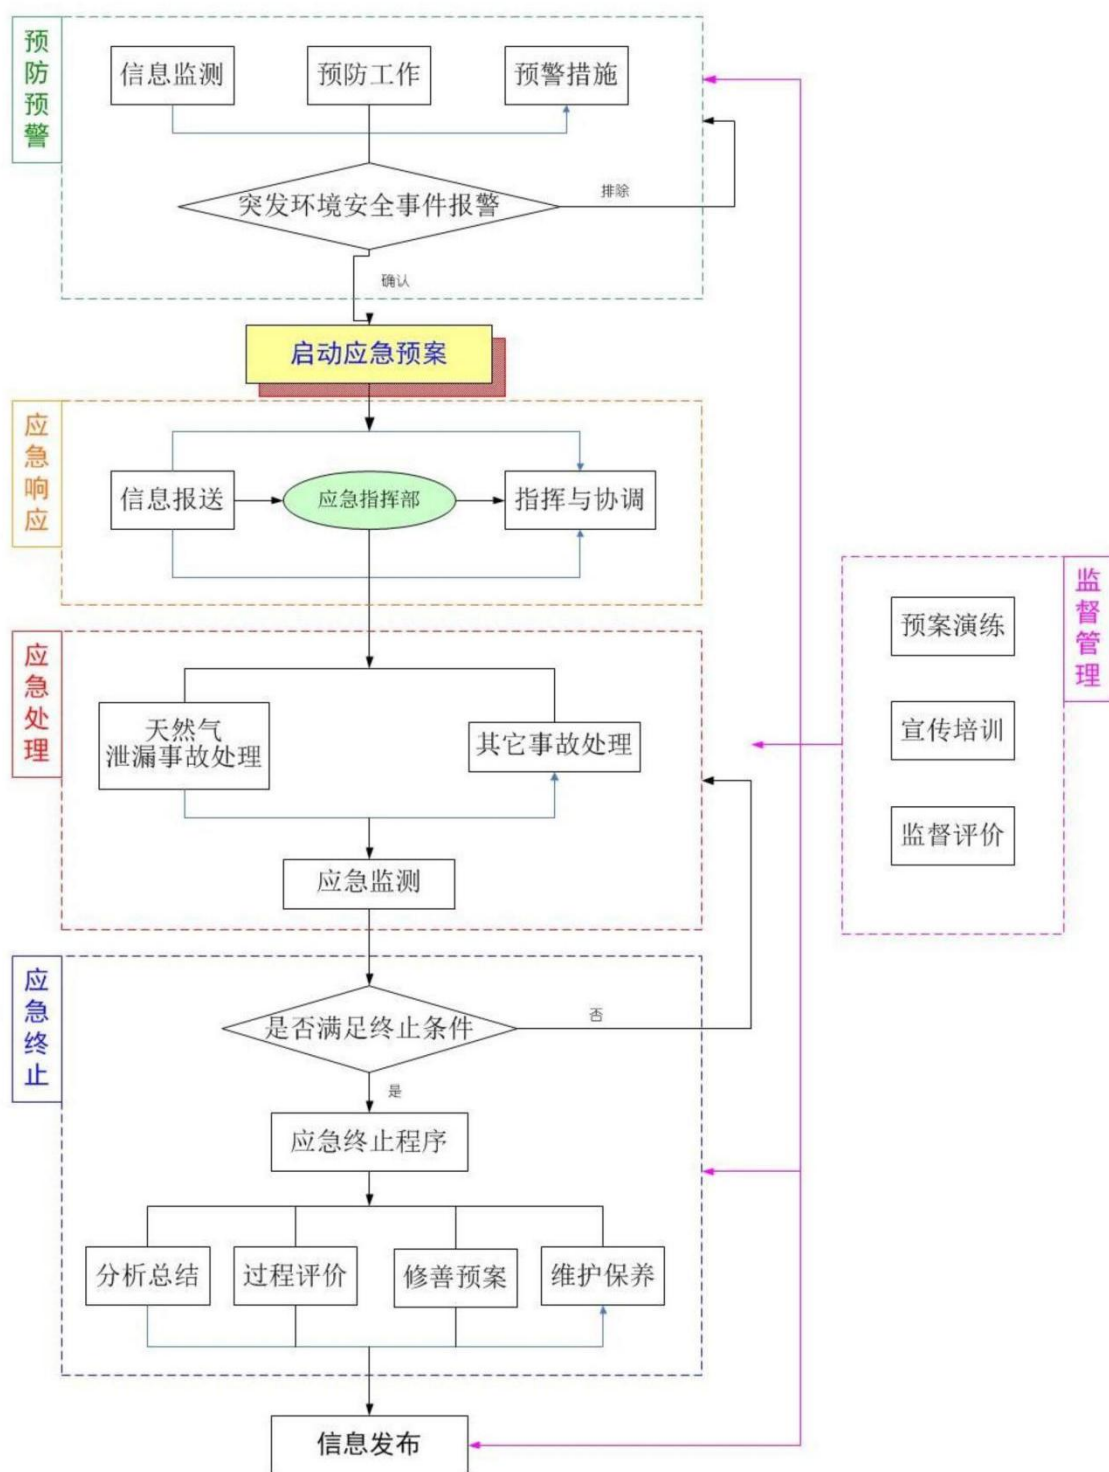 预防预警
信息监测
预防工作
预警措施
突发环境安全事件报警
排除
确认
启动应急预案
应急响应
信息报送
应急指挥部
指挥与协调
应急处理
天然气
泄漏事故处理
其它事故处理
应急监测
监督管理
预案演练
宣传培训
监督评价
应急终止
是否满足终止条件
否
是
应急终止程序
分析总结
过程评价
修善预案
维护保养
信息发布